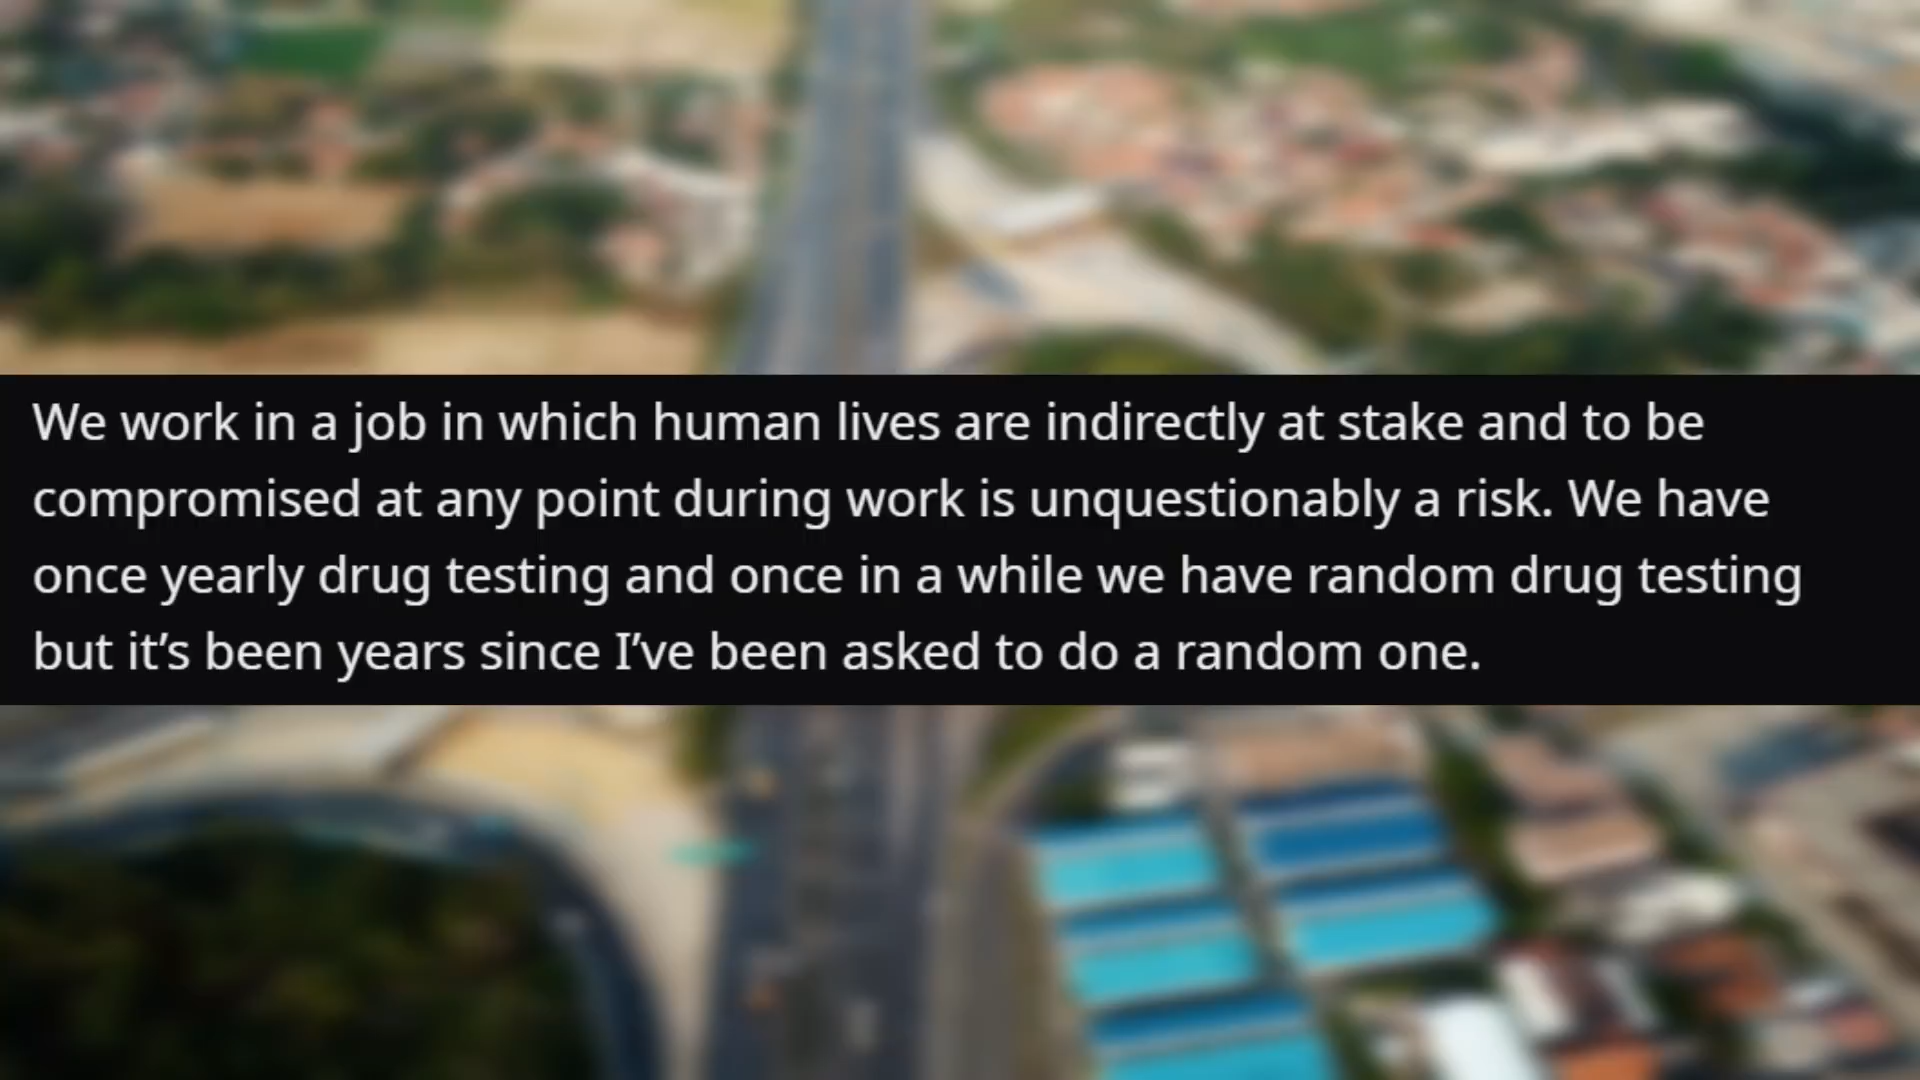 We work in a job in which human lives are indirectly at stake and to be
compromised at any point during work is unquestionably a risk. We have
once yearly drug testing and once in a while we have random drug testing
but it’s been years since I’ve been asked to do a random one.